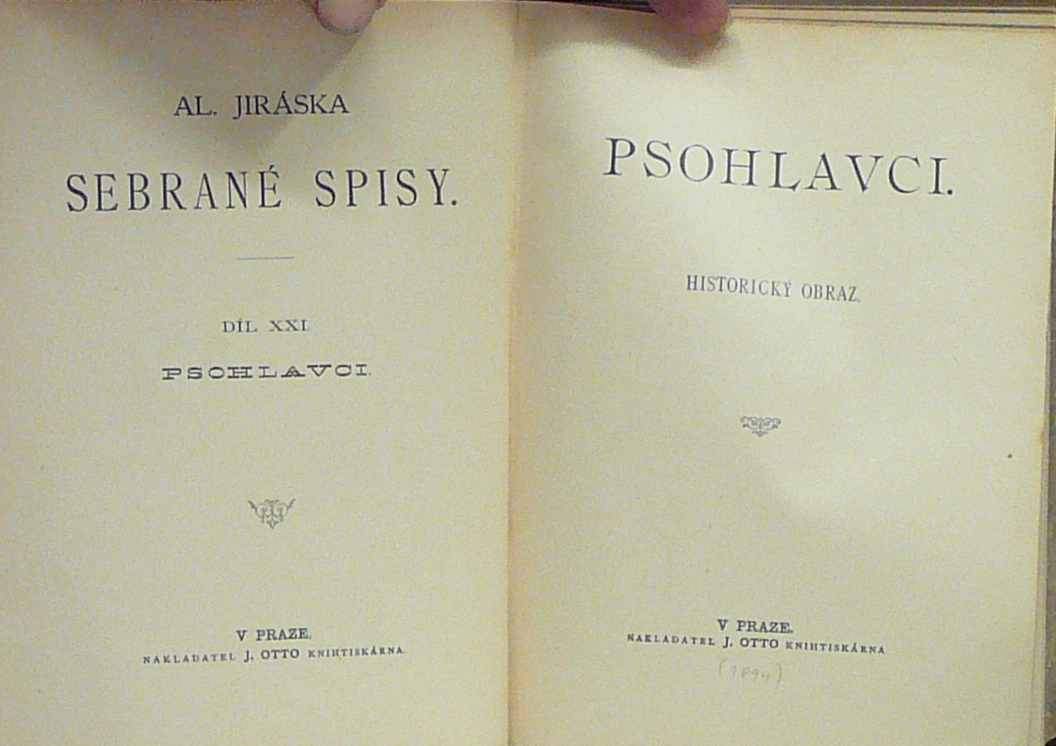 AL. JIRÁSKA
SEBRANÉ SPISY.
DÍL XXI.
PSOHLAVCI.
V PRAZE.
NAKLADATEL J. OTTO KNIHTISKÁRNA.
PSOHLAVCI.
HISTORICKÝ OBRAZ.
V PRAZE.
NAKLADATEL J. OTTO KNIHTISKÁRNA